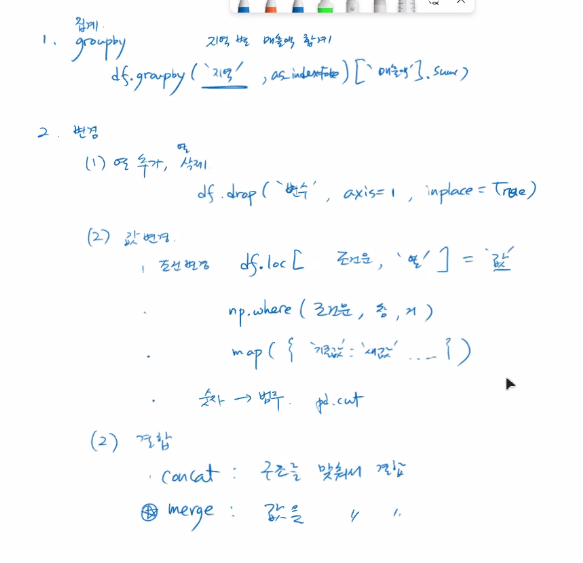 집계
1. groupby 지역 별 매출액 합계
df.groupby('지역', as_index=False)['매출액'].sum()
2. 변경
(1) 열 추가, 열 삭제
df.drop('변수', axis=1, inplace=True)
(2) 값 변경
· 조건변경 df.loc[ 조건문, '열' ] = '값'
· np.where(조건문, 참, 거)
· map({ '기존값':'새값' .... })
· 숫자 → 범주. pd.cut
(2) 결합
· concat : 구조를 맞춰서 결합
* merge : 값을 〃 〃